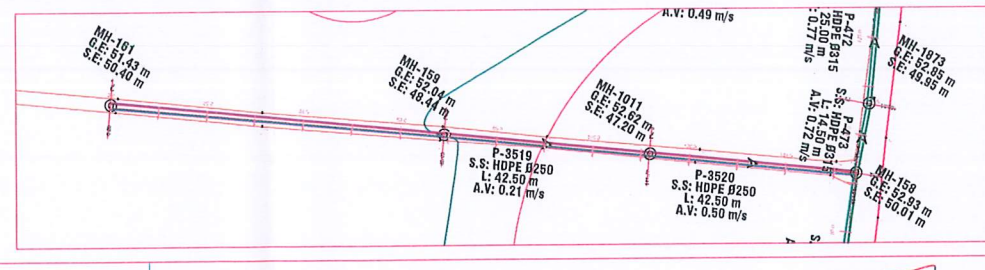 MH-161
G.E: 51.43 m
S.E: 50.40 m
MH-159
G.E: 52.04 m
S.E: 48.44 m
MH-1011
G.E: 52.62 m
S.E: 47.20 m
A.V: 0.49 m/s
P-472
HDPE Ø315
25.00 m
: 0.77 m/s
MH-1873
G.E: 52.85 m
S.E: 49.95 m
P-473
S.S: HDPE Ø315
L: 14.50 m
A.V: 0.72 m/s
MH-158
G.E: 52.93 m
S.E: 50.01 m
P-3519
S.S: HDPE Ø250
L: 42.50 m
A.V: 0.21 m/s
P-3520
S.S: HDPE Ø250
L: 42.50 m
A.V: 0.50 m/s